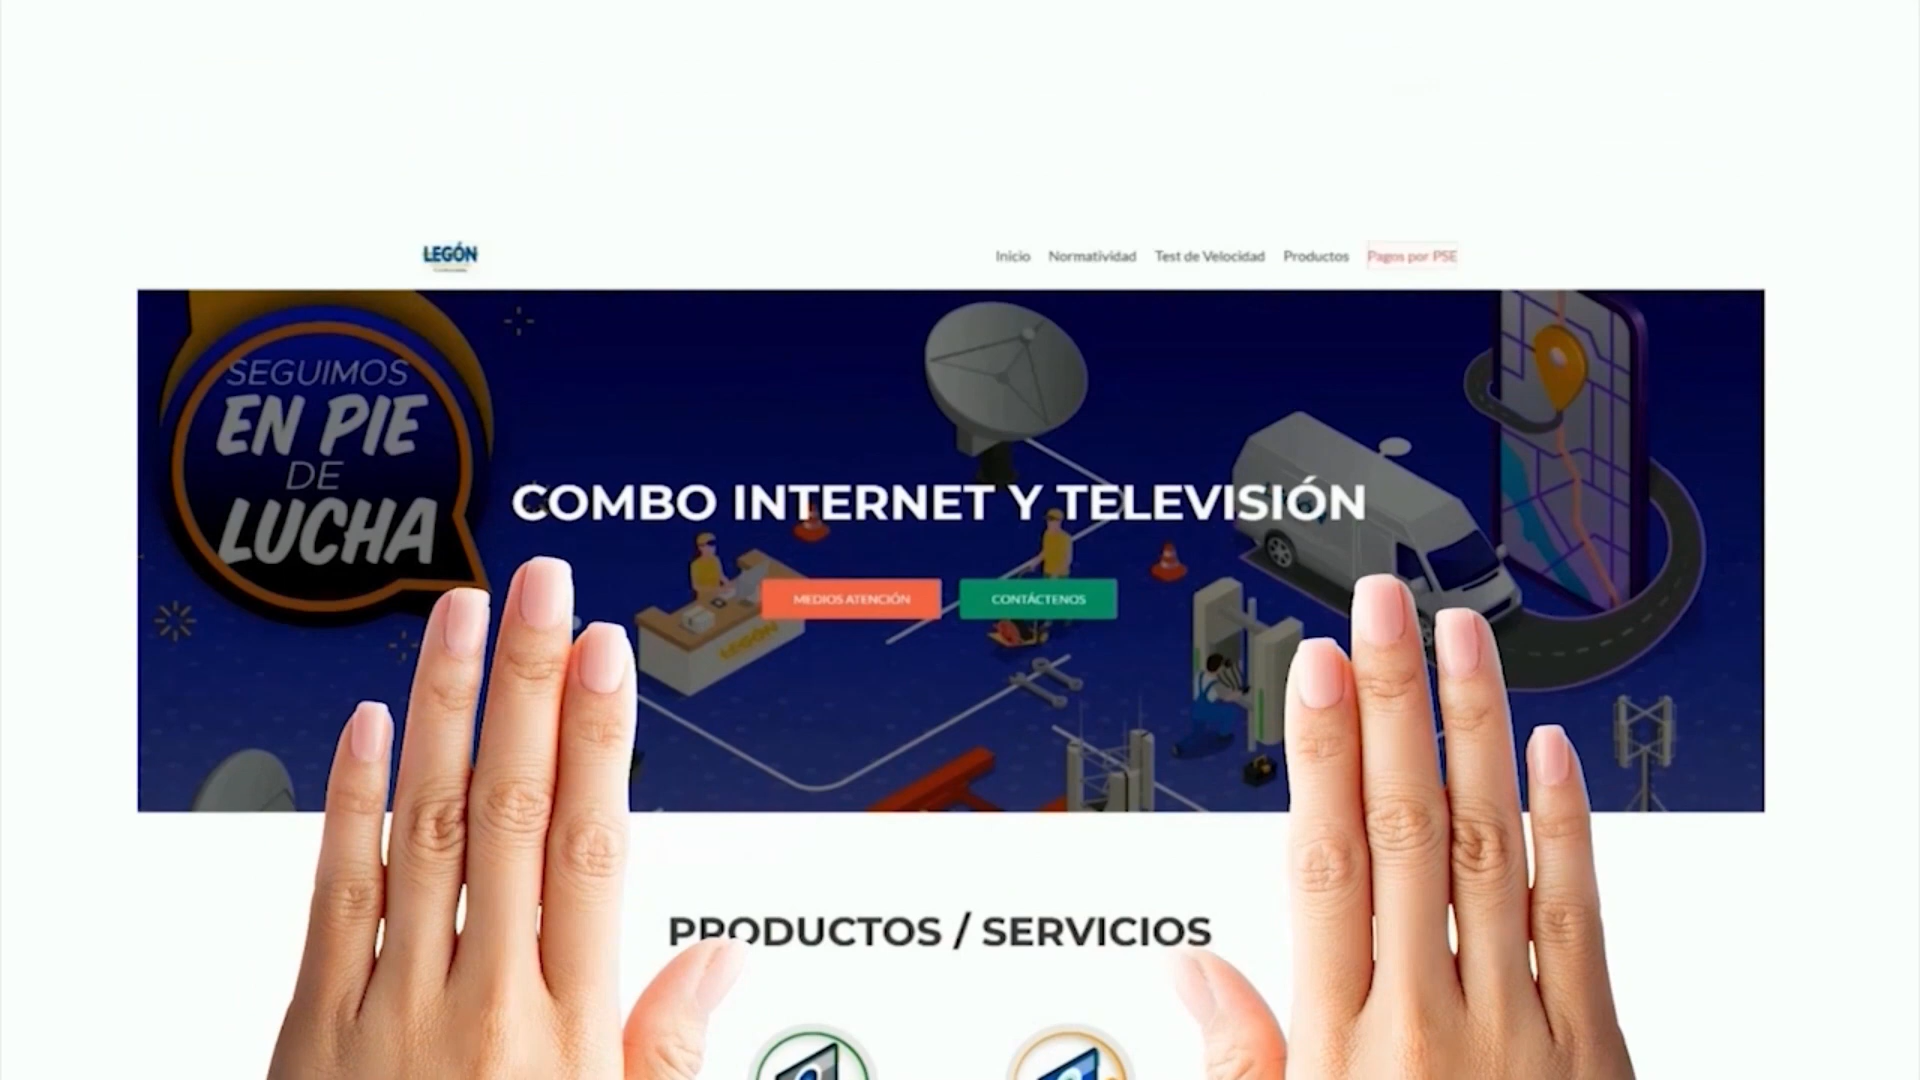 LEGÓN
Inicio Normatividad Test de Velocidad Productos Pagos por PSE
SEGUIMOS
EN PIE
DE
LUCHA
COMBO INTERNET Y TELEVISIÓN
MEDIOS ATENCIÓN CONTÁCTENOS
LEGÓN
PRODUCTOS / SERVICIOS